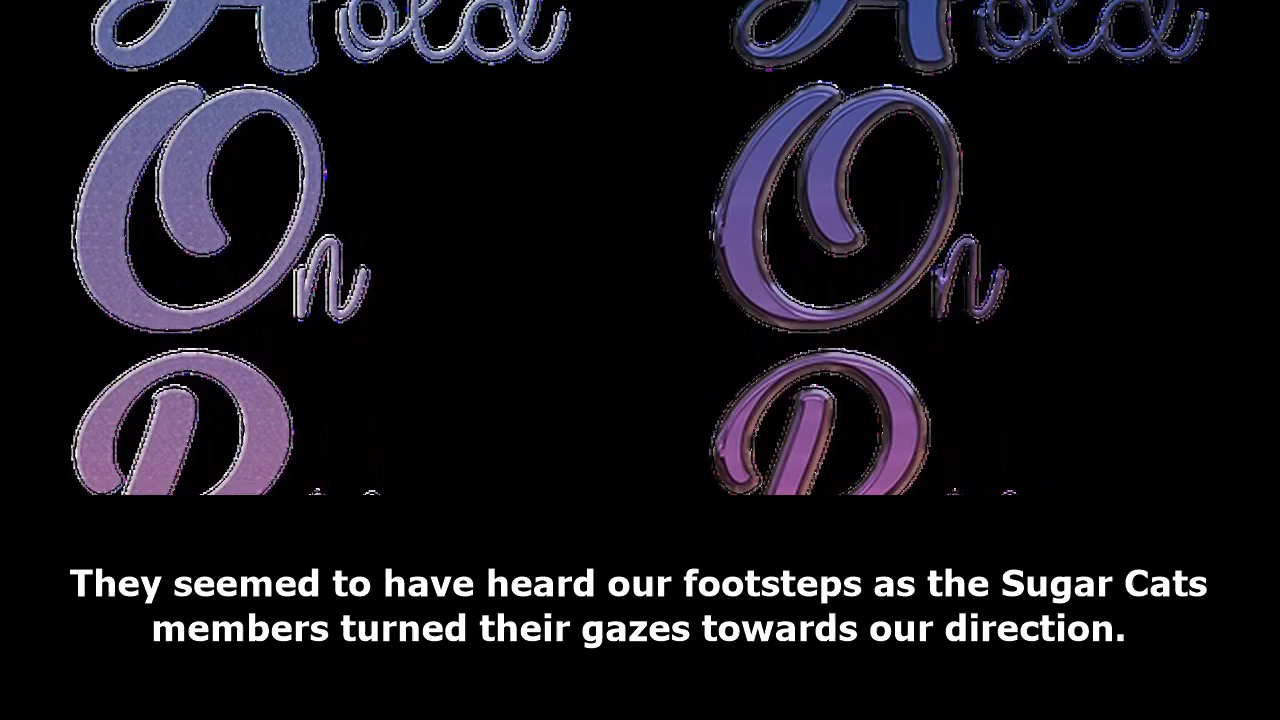 Hold Hold
On On
They seemed to have heard our footsteps as the Sugar Cats
members turned their gazes towards our direction.